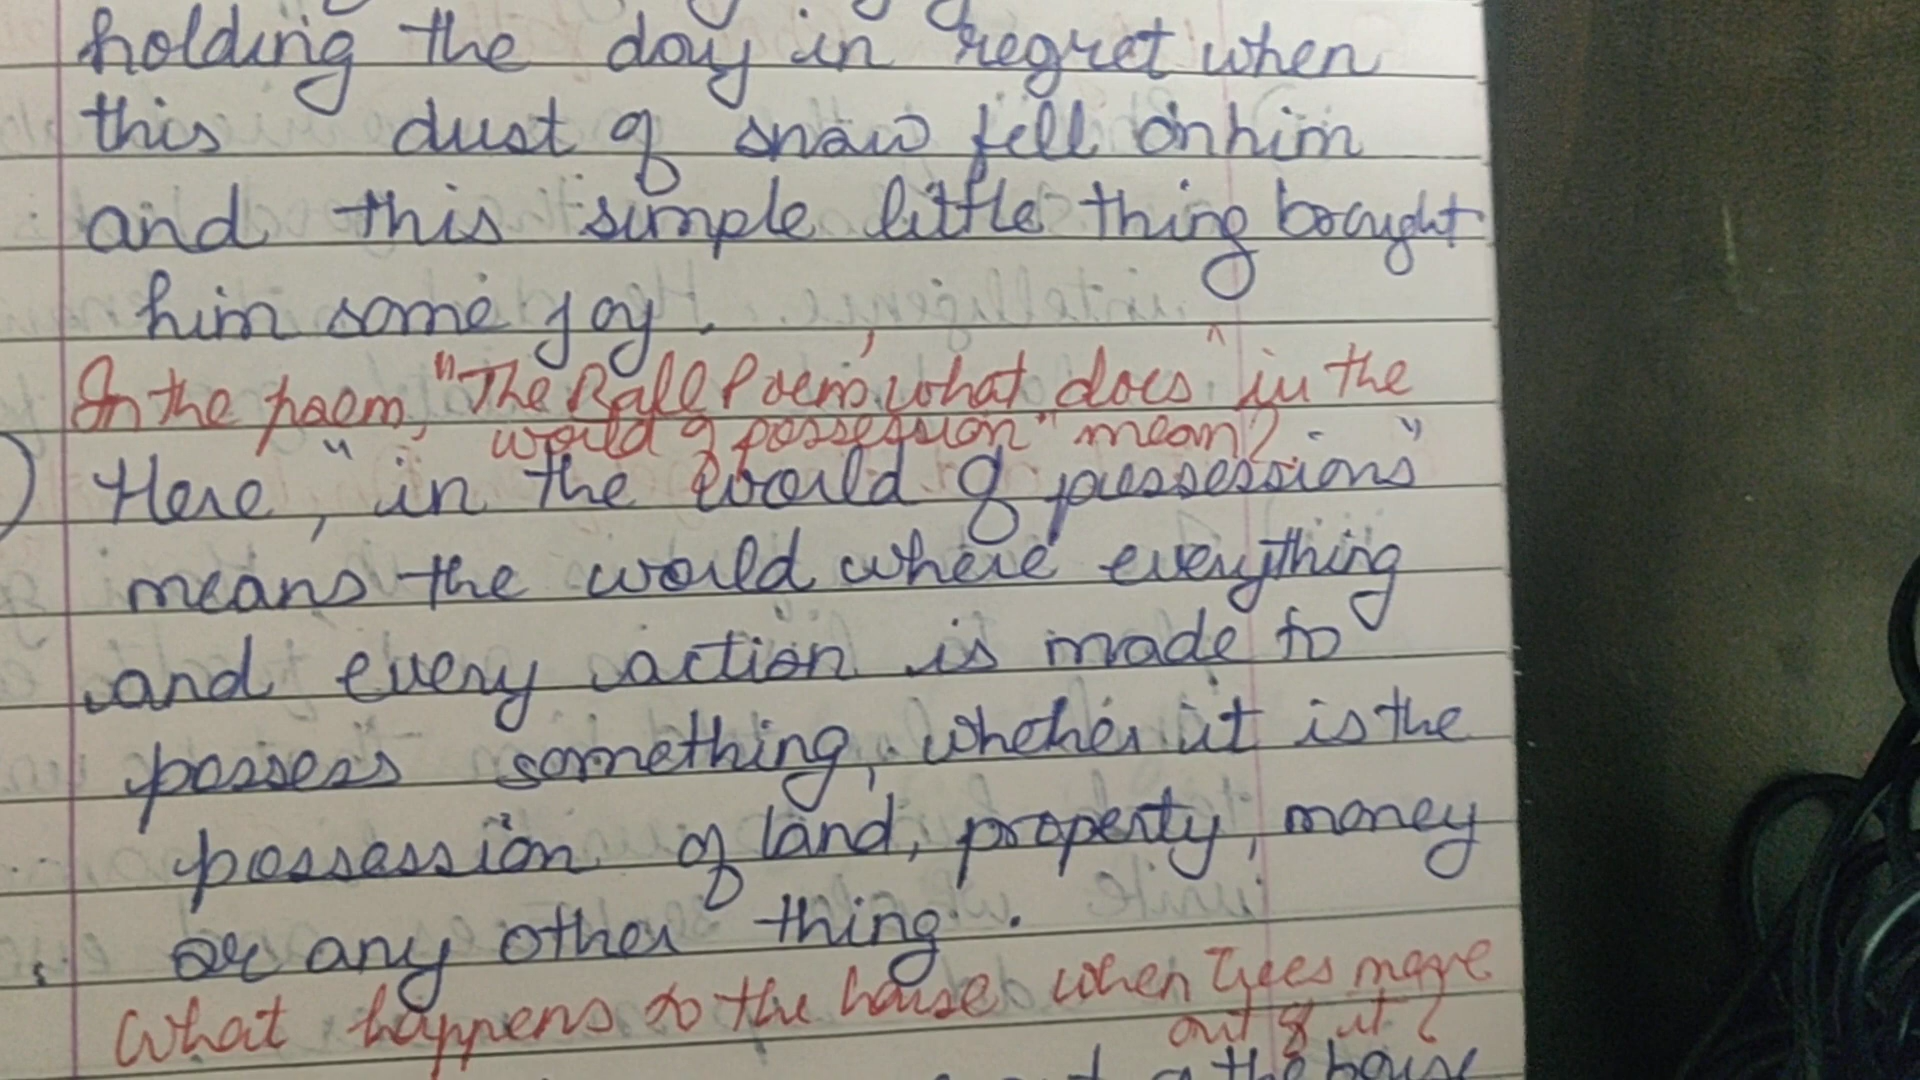 holding the day in regret when
this dust of snow fell on him
and this simple little thing bought
him some joy.
In the poem, "The Ball Poem, what does "in the
world of possession" mean?
Here, "in the world of possessions"
means the world where everything
and every action is made to
possess something, whether it is the
possession of land, property, money
or any other thing.
What happens to the house when trees move
out of it?
the house